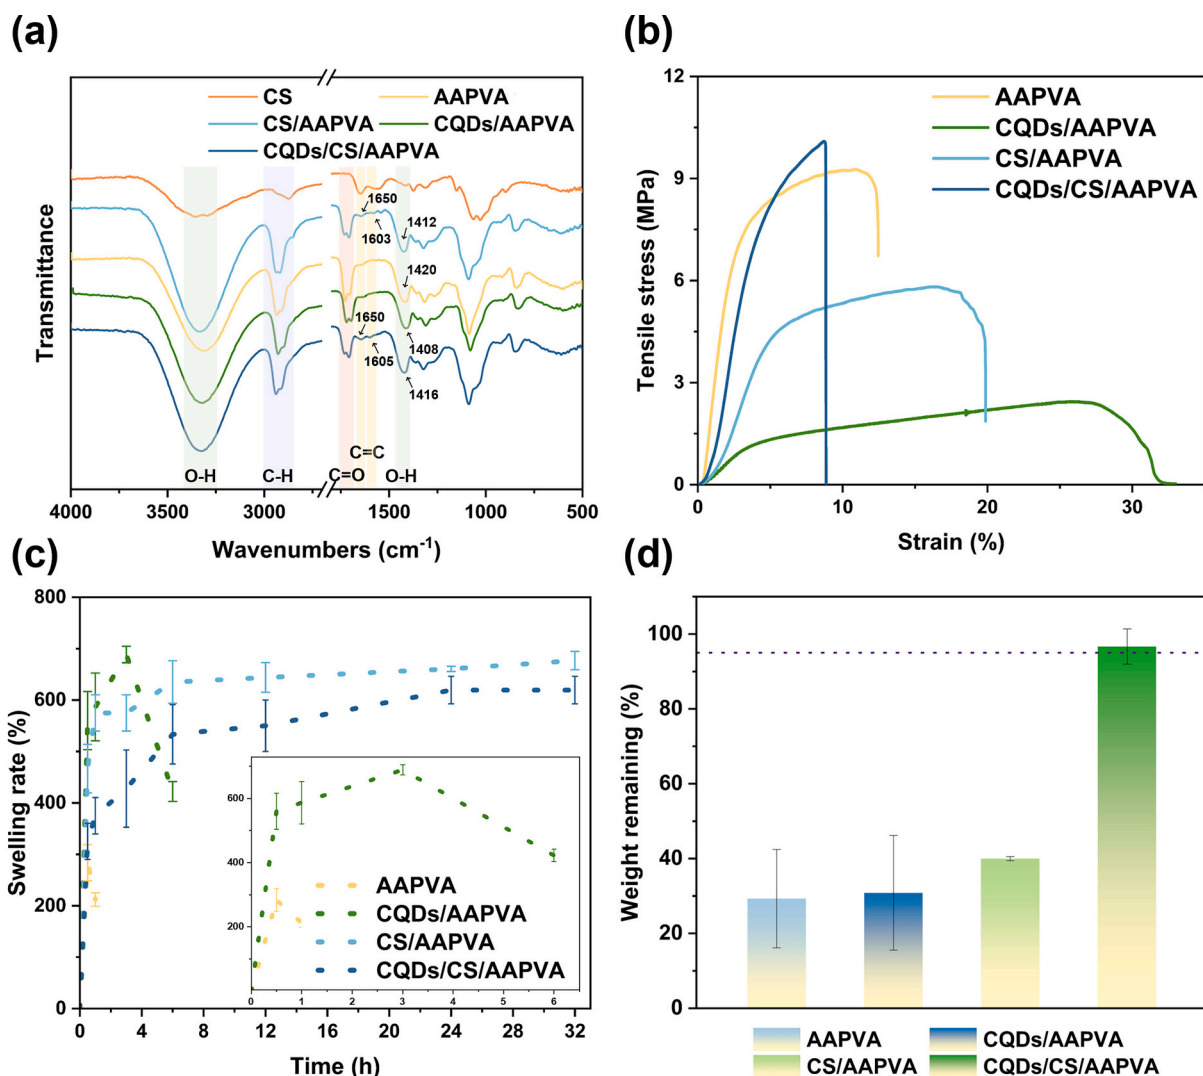 (a)
CS
AAPVA
CS/AAPVA
CQDs/AAPVA
CQDs/CS/AAPVA
Transmittance
1650
1412
1603
1420
1650
1408
1605
1416
C=C
O-H
C-H
C=O
O-H
4000
3500
3000
1500
1000
500
Wavenumbers (cm⁻¹)
(b)
12
9
6
3
0
Tensile stress (MPa)
AAPVA
CQDs/AAPVA
CS/AAPVA
CQDs/CS/AAPVA
0
10
20
30
Strain (%)
(c)
800
600
400
200
0
Swelling rate (%)
600
400
200
AAPVA
CQDs/AAPVA
CS/AAPVA
CQDs/CS/AAPVA
0
1
2
3
4
5
6
0
4
8
12
16
20
24
28
32
Time (h)
(d)
100
80
60
40
20
0
Weight remaining (%)
AAPVA
CQDs/AAPVA
CS/AAPVA
CQDs/CS/AAPVA